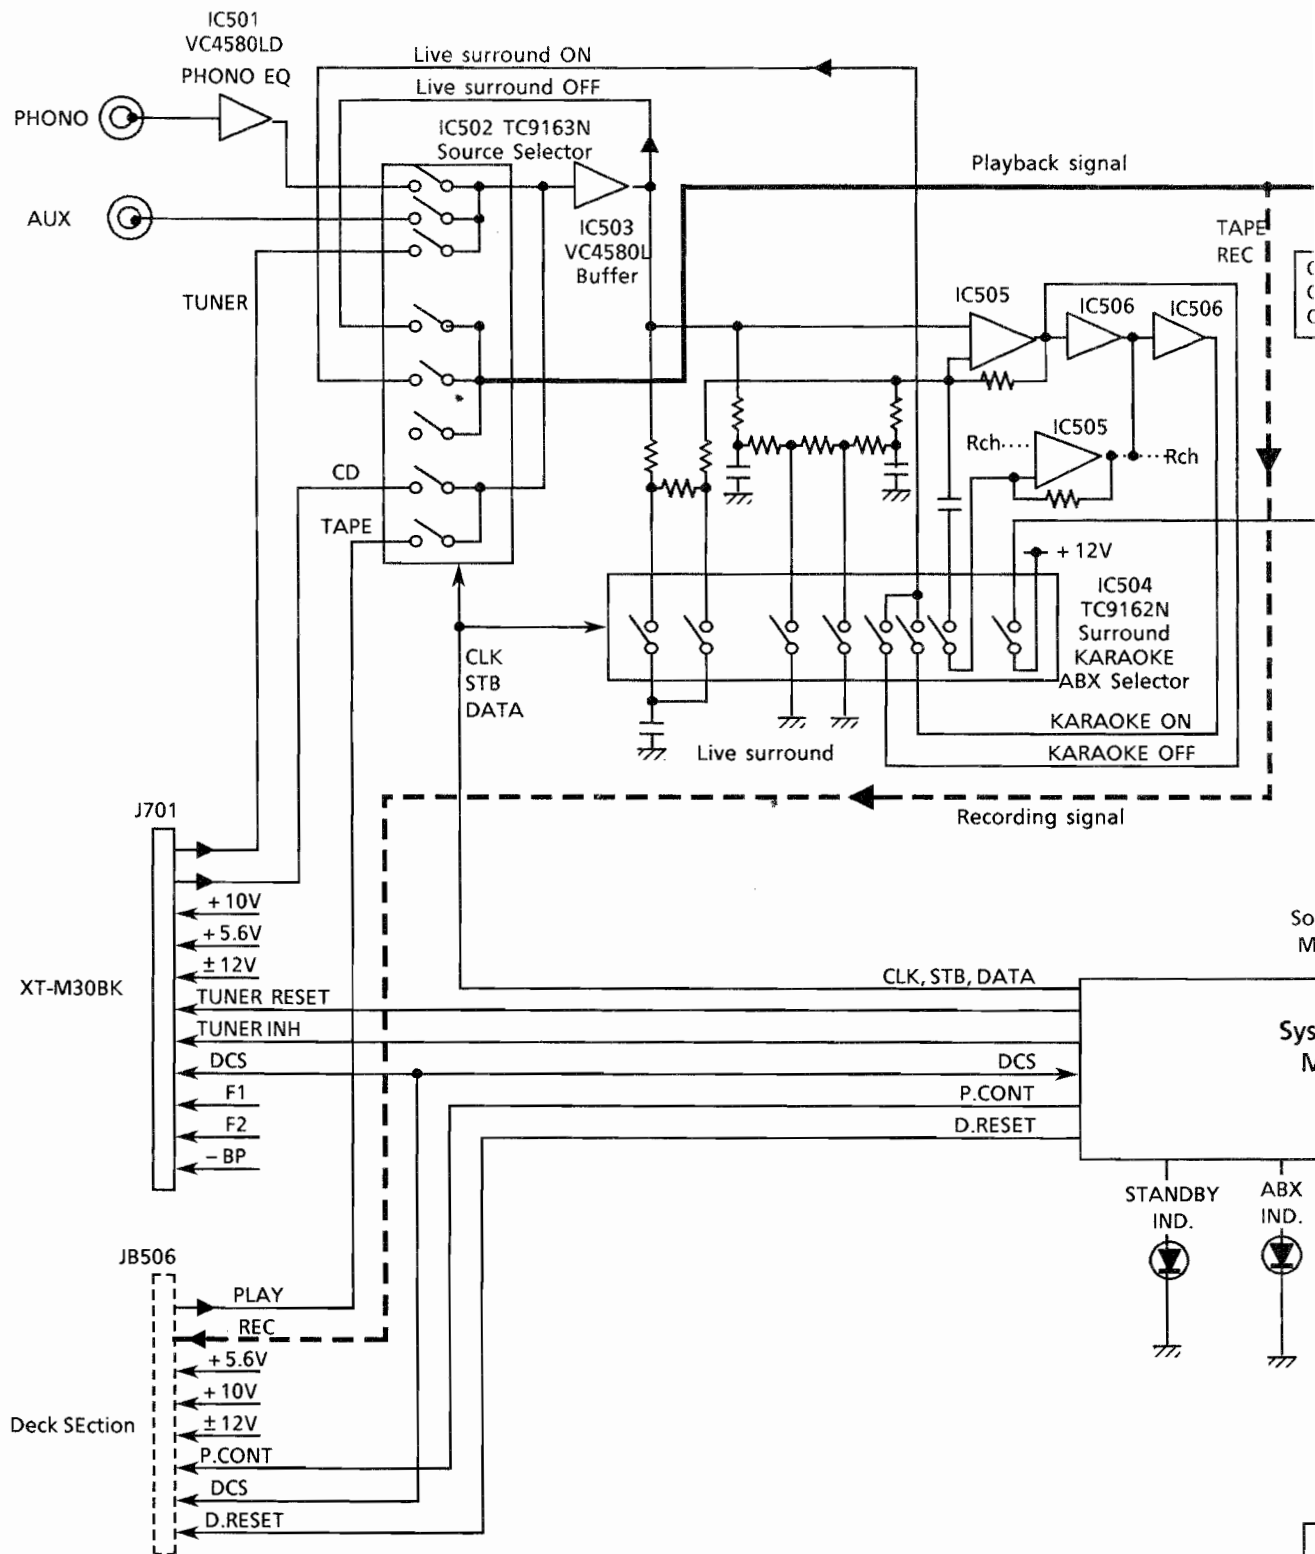 IC501
VC4580LD
PHONO EQ
Live surround ON
Live surround OFF
PHONO
IC502 TC9163N
Source Selector
Playback signal
AUX
IC503
VC4580L
Buffer
TAPE
REC
TUNER
IC505
IC506
IC506
CD
TAPE
Rch
IC505
Rch
+12V
IC504
TC9162N
Surround
KARAOKE
ABX Selector
CLK
STB
DATA
KARAOKE ON
Live surround
KARAOKE OFF
Recording signal
J701
+10V
+5.6V
±12V
XT-M30BK
TUNER RESET
TUNER INH
DCS
F1
F2
–BP
CLK, STB, DATA
DCS
P.CONT
D.RESET
So
Sys
STANDBY
IND.
ABX
IND.
JB506
PLAY
REC
+5.6V
+10V
±12V
Deck SEction
P.CONT
DCS
D.RESET